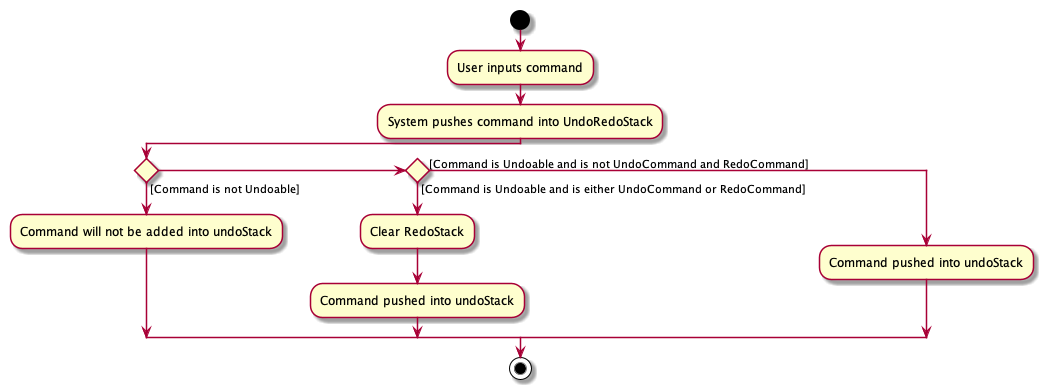 User inputs command
System pushes command into UndoRedoStack
[Command is Undoable and is not UndoCommand and RedoCommand]
[Command is not Undoable]
[Command is Undoable and is either UndoCommand or RedoCommand]
Command will not be added into undoStack
Clear RedoStack
Command pushed into undoStack
Command pushed into undoStack